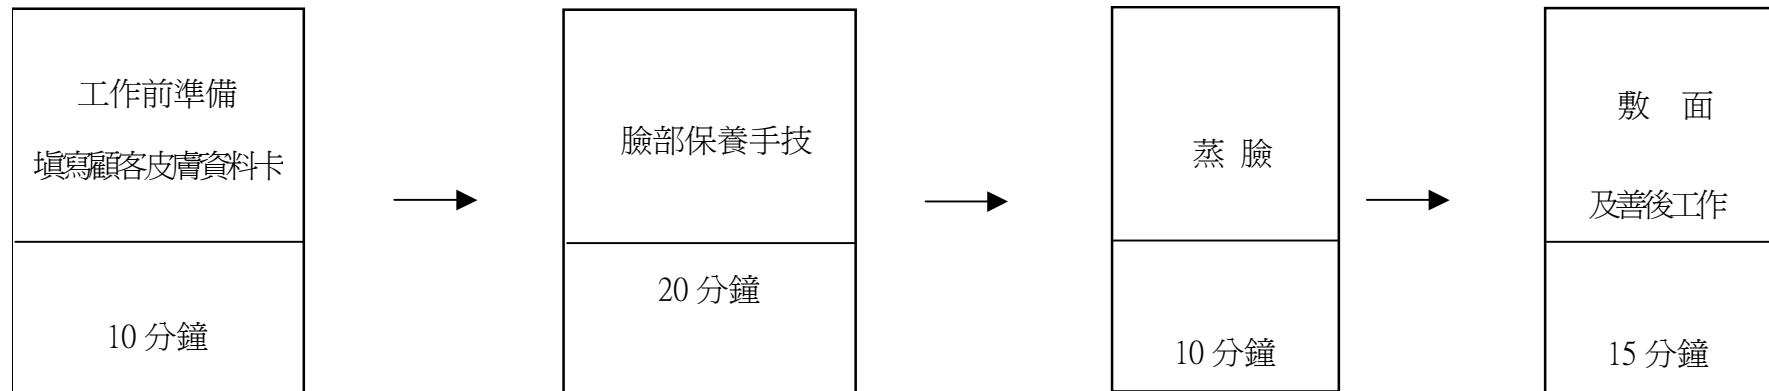 工作前準備
填寫顧客皮膚資料卡
10 分鐘
臉部保養手技
20 分鐘
蒸 臉
10 分鐘
敷 面
及善後工作
15 分鐘